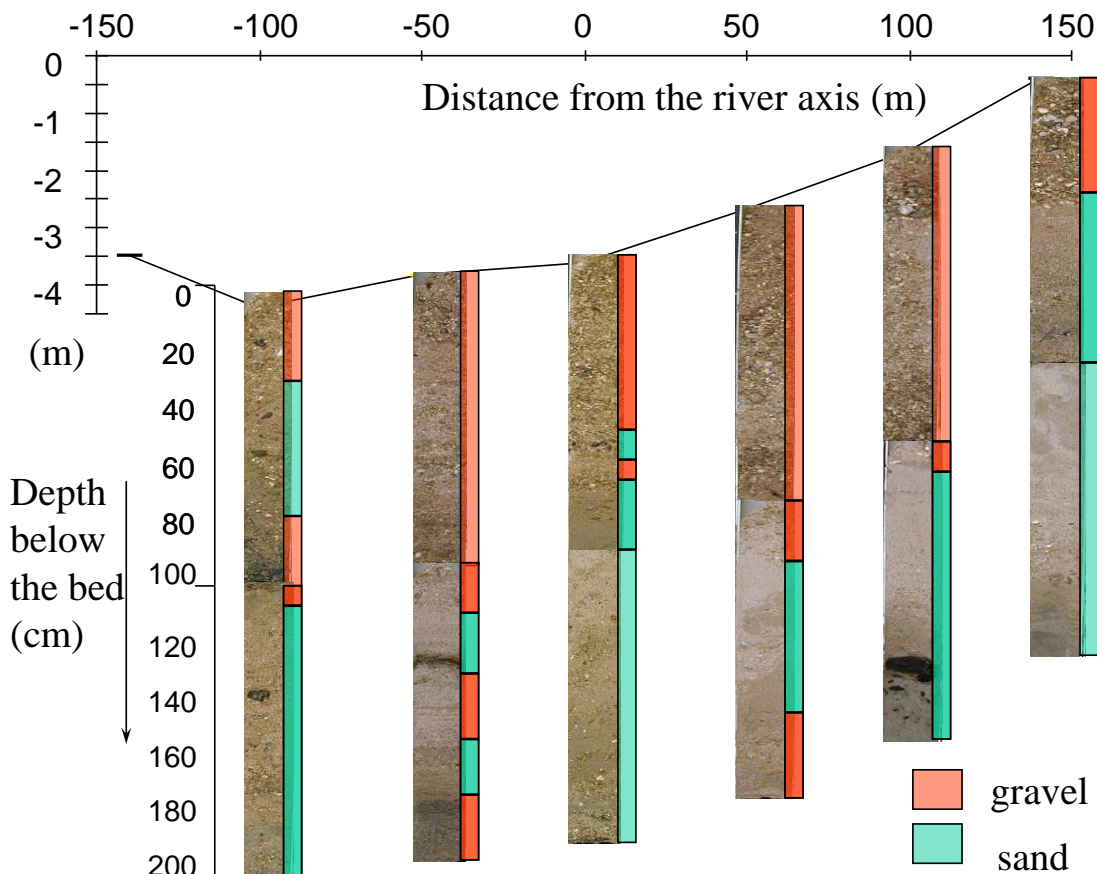 -150 -100 -50 0 50 100 150
0
Distance from the river axis (m)
-1
-2
-3
-4
(m)
0
20
40
60
80
100
120
140
160
180
200
Depth
below
the bed
(cm)
gravel
sand